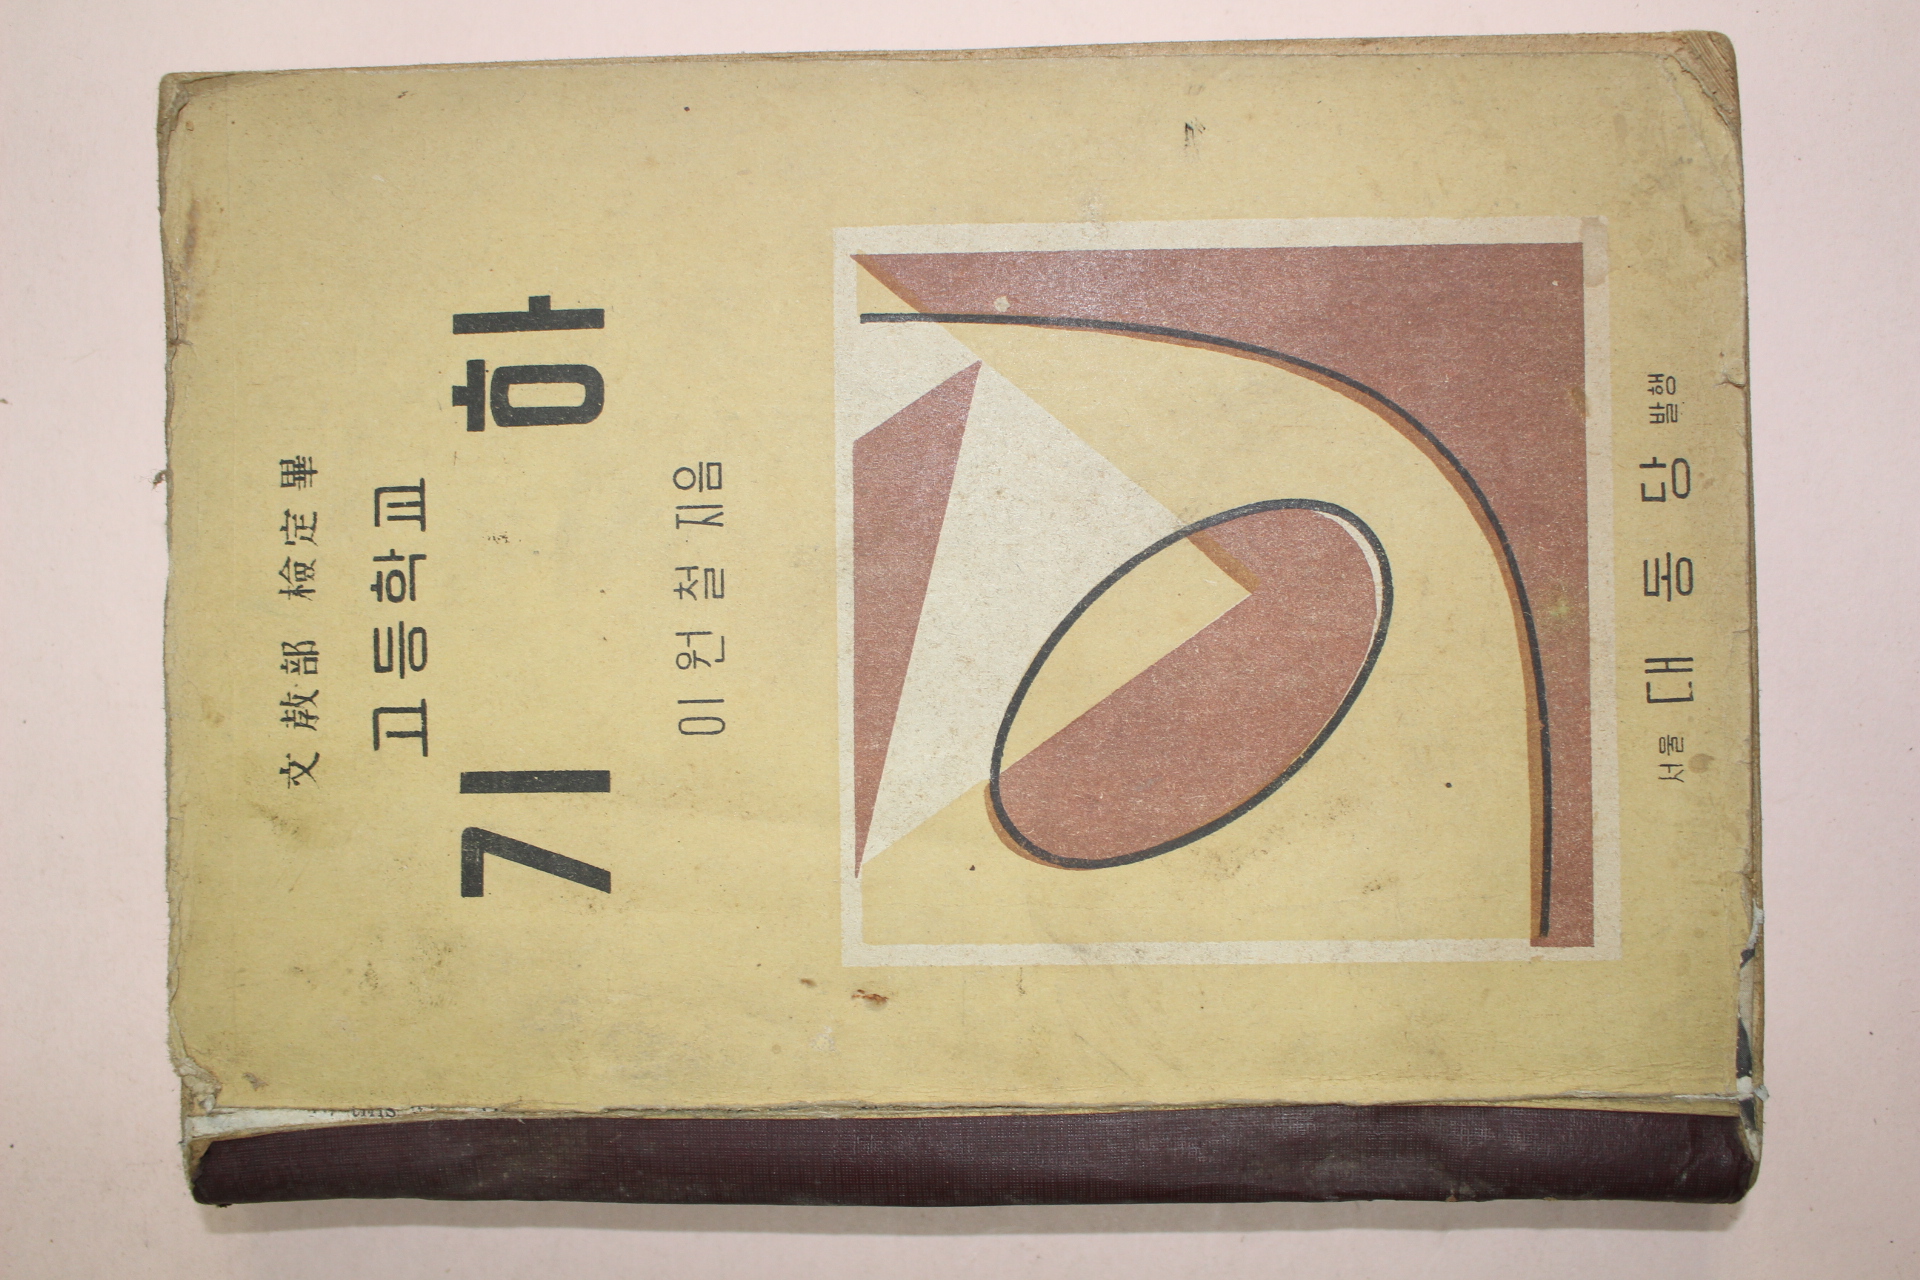 文敎部 檢定畢
고등학교
기하
이원철 지음
서울 대동당 발행